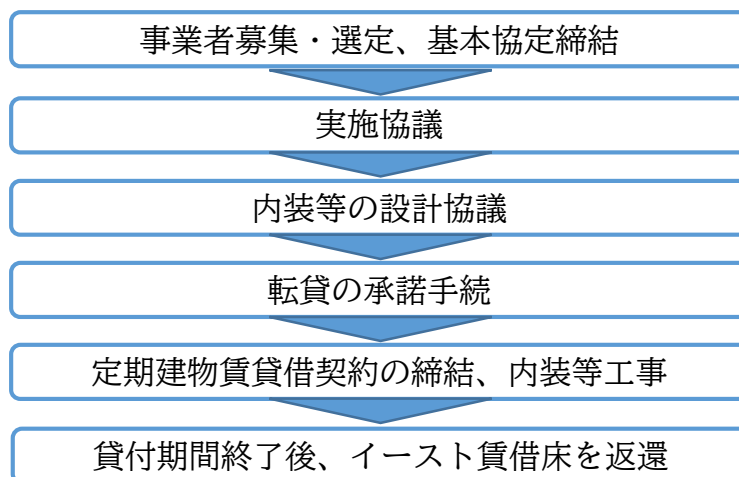 事業者募集・選定、基本協定締結
実施協議
内装等の設計協議
転貸の承諾手続
定期建物賃貸借契約の締結、内装等工事
貸付期間終了後、イースト賃借床を返還